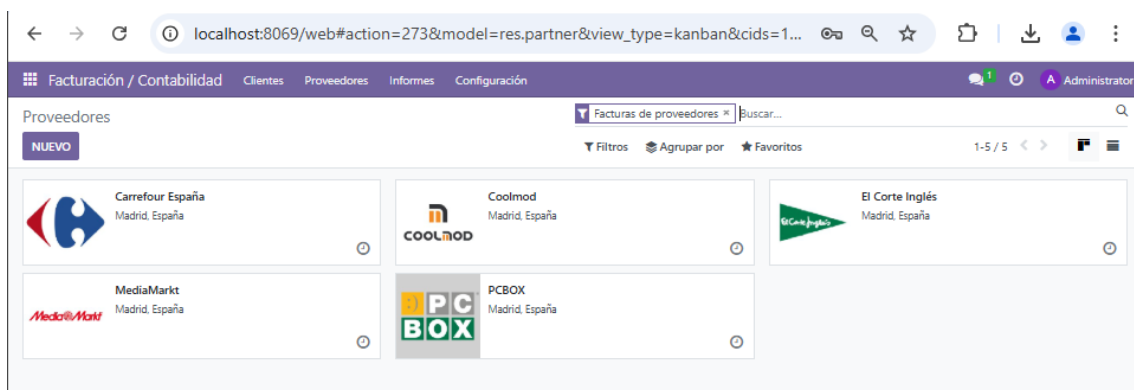 localhost:8069/web#action=273&model=res.partner&view_type=kanban&cids=1...
Facturación / Contabilidad Clientes Proveedores Informes Configuración 1 A Administrator
Proveedores Facturas de proveedores × Buscar...
NUEVO Filtros Agrupar por Favoritos 1-5 / 5
Carrefour España
Madrid, España
Coolmod
Madrid, España
COOLMOD
El Corte Inglés
Madrid, España
El Corte Inglés
MediaMarkt
Madrid, España
MediaMarkt
PCBOX
Madrid, España
PC
BOX